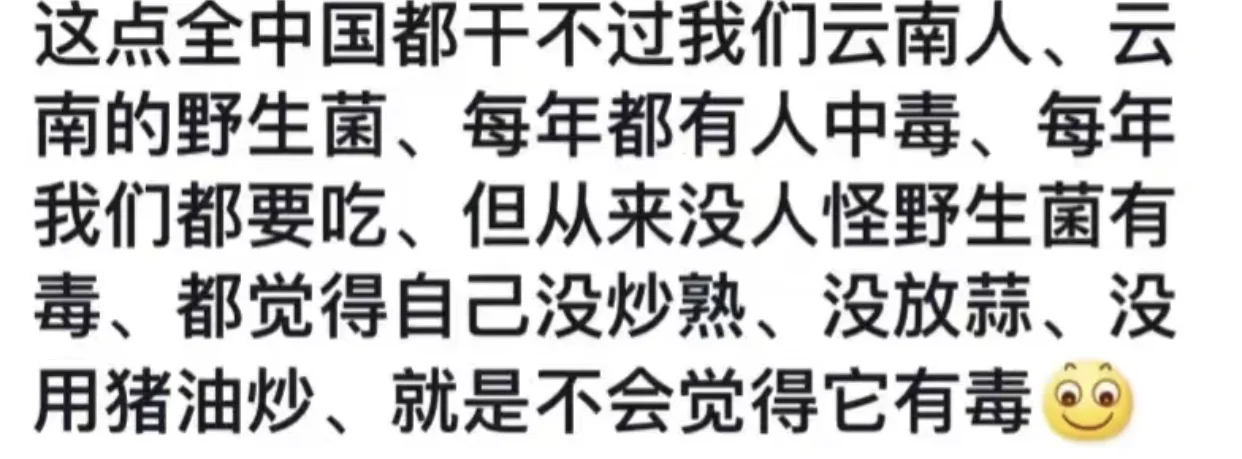 这点全中国都干不过我们云南人、云
南的野生菌、每年都有人中毒、每年
我们都要吃、但从来没人怪野生菌有
毒、都觉得自己没炒熟、没放蒜、没
用猪油炒、就是不会觉得它有毒